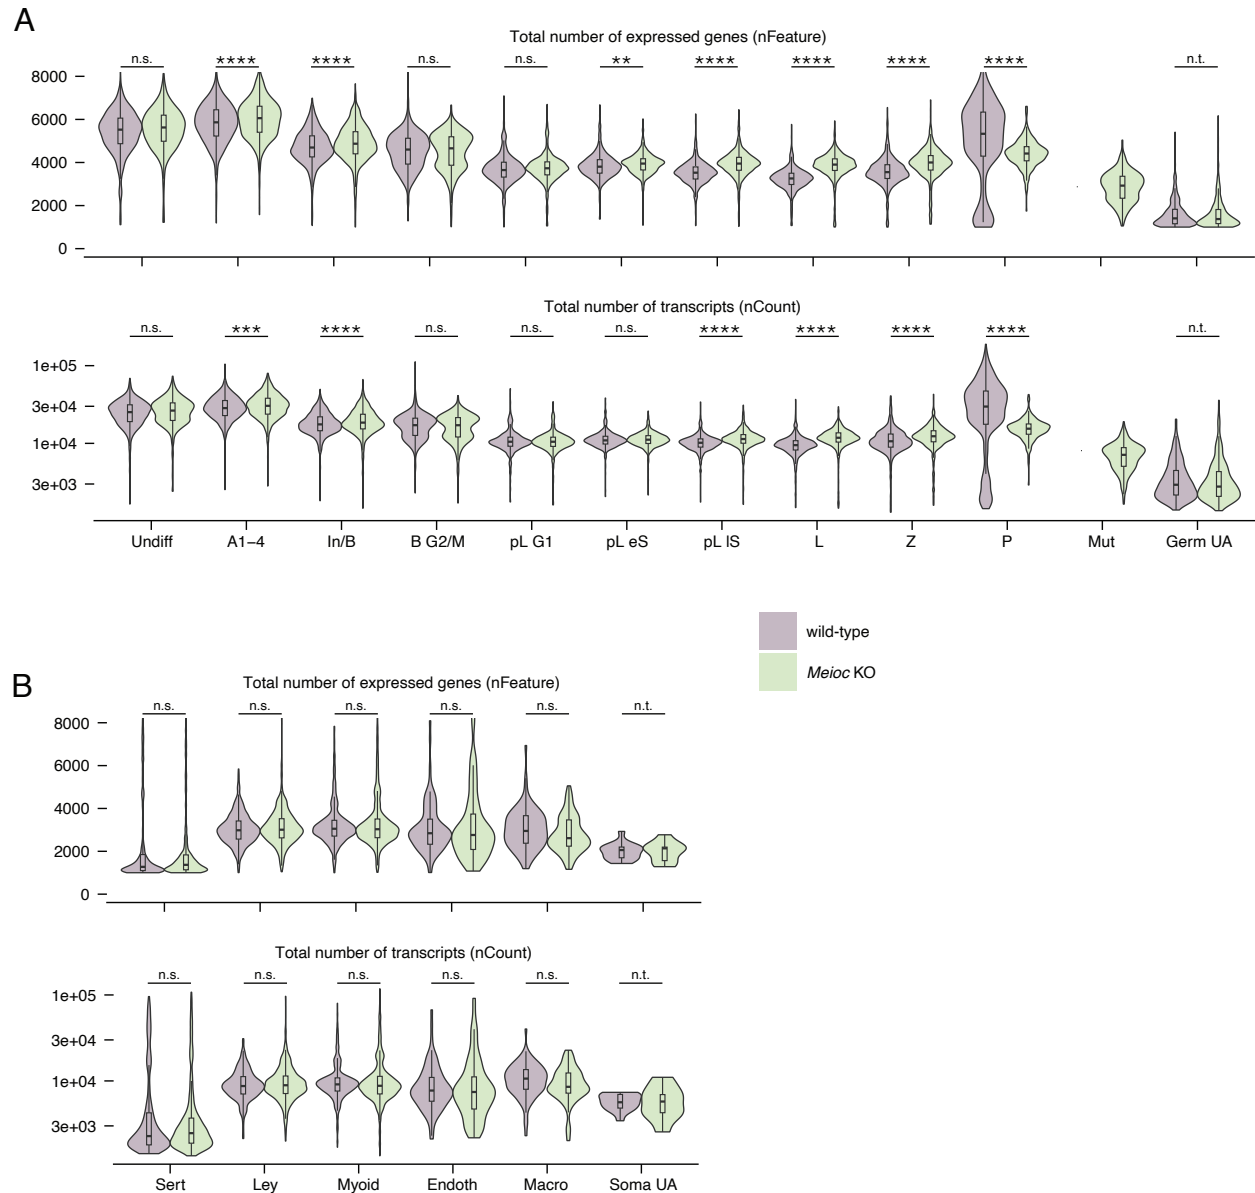 A
Total number of expressed genes (nFeature)
n.s. **** **** n.s. n.s. ** **** **** **** **** n.t.
8000
6000
4000
2000
0
Total number of transcripts (nCount)
n.s. *** **** n.s. n.s. n.s. **** **** **** **** n.t.
1e+05
3e+04
1e+04
3e+03
Undiff A1–4 In/B B G2/M pL G1 pL eS pL lS L Z P Mut Germ UA
wild-type
Meioc KO
B
Total number of expressed genes (nFeature)
n.s. n.s. n.s. n.s. n.s. n.t.
8000
6000
4000
2000
0
Total number of transcripts (nCount)
n.s. n.s. n.s. n.s. n.s. n.t.
1e+05
3e+04
1e+04
3e+03
Sert Ley Myoid Endoth Macro Soma UA